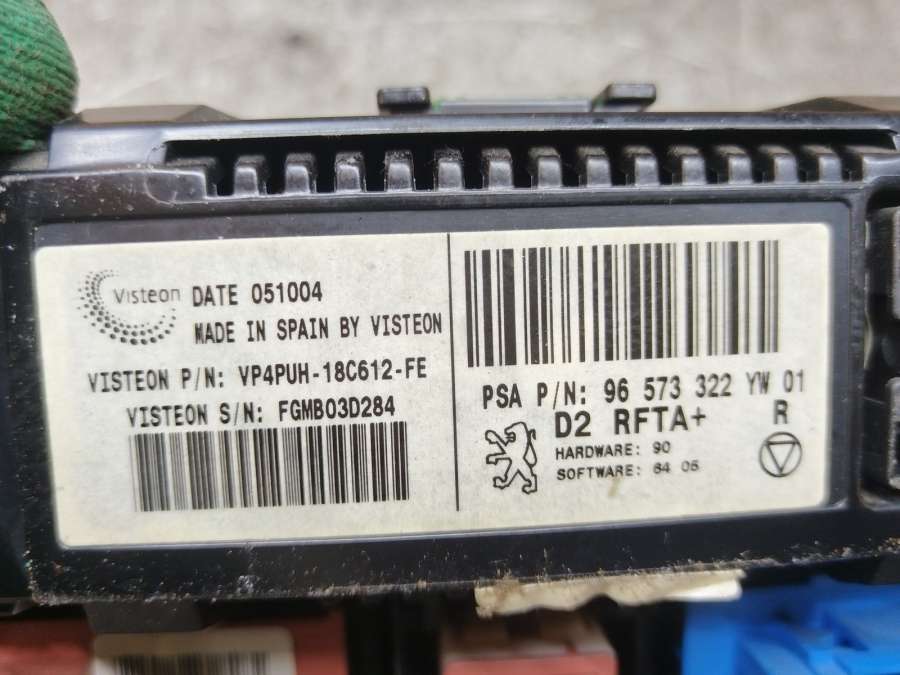 Visteon DATE 051004
MADE IN SPAIN BY VISTEON
VISTEON P/N: VP4PUH-18C612-FE
VISTEON S/N: FGMB03D284
PSA P/N: 96 573 322 YW 01
D2 RFTA+ R
HARDWARE: 90
SOFTWARE: 64 05